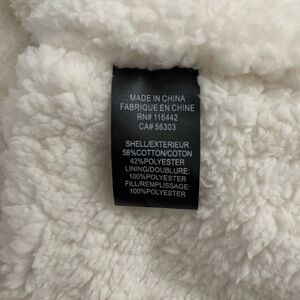 MADE IN CHINA
FABRIQUE EN CHINE
RN# 116442
CA# 56303
SHELL/EXTERIEUR
58%COTTON/COTON
42%POLYESTER
LINING/DOUBLURE:
100%POLYESTER
FILL/REMPLISSAGE:
100%POLYESTER